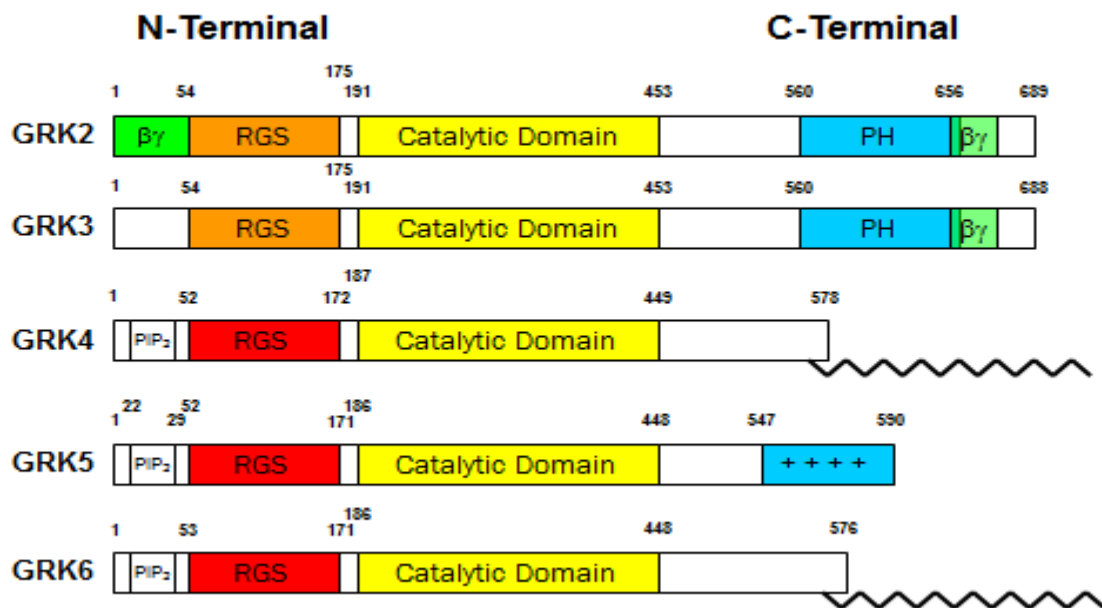 N-Terminal C-Terminal
175
1 54 191 453 560 656 689
GRK2 βγ RGS Catalytic Domain PH βγ
175
1 54 191 453 560 688
GRK3 RGS Catalytic Domain PH βγ
187
1 52 172 449 578
GRK4 PIP₂ RGS Catalytic Domain
22 52 186
1 29 171 448 547 590
GRK5 PIP₂ RGS Catalytic Domain + + + +
186
1 53 171 448 576
GRK6 PIP₂ RGS Catalytic Domain